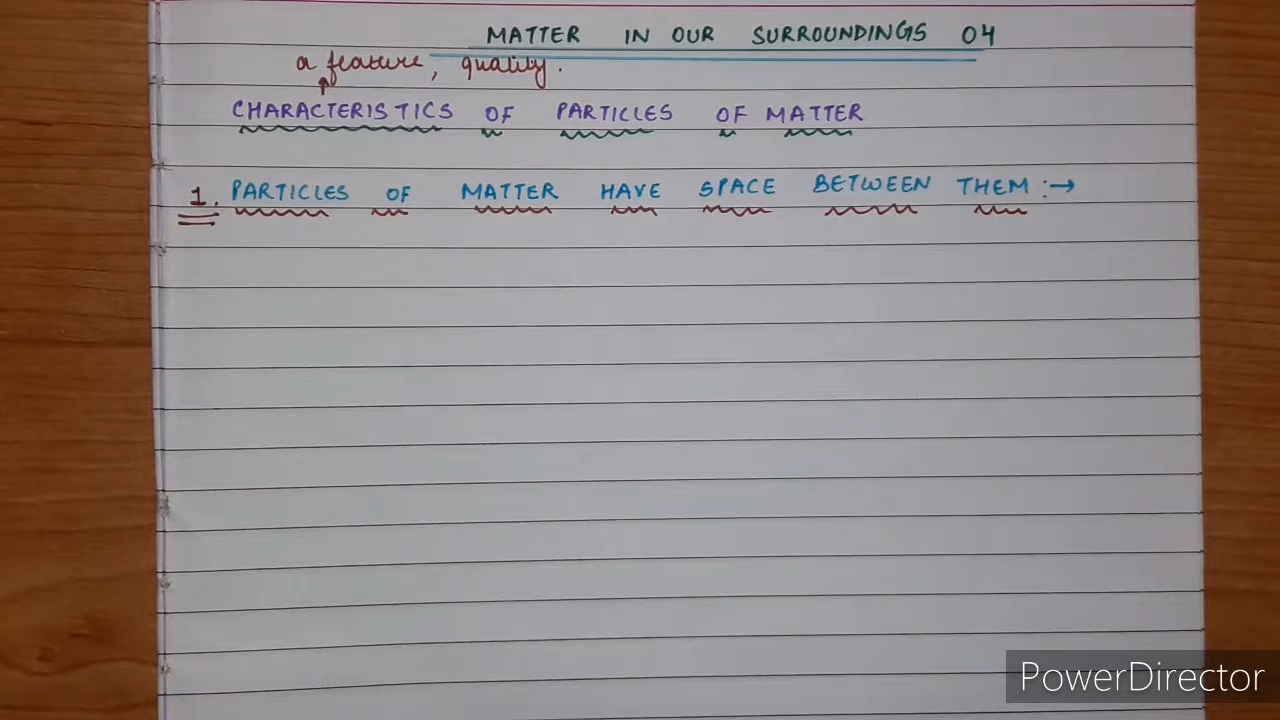 MATTER IN OUR SURROUNDINGS 04
a feature, quality.
CHARACTERISTICS OF PARTICLES OF MATTER
1. PARTICLES OF MATTER HAVE SPACE BETWEEN THEM :→
PowerDirector